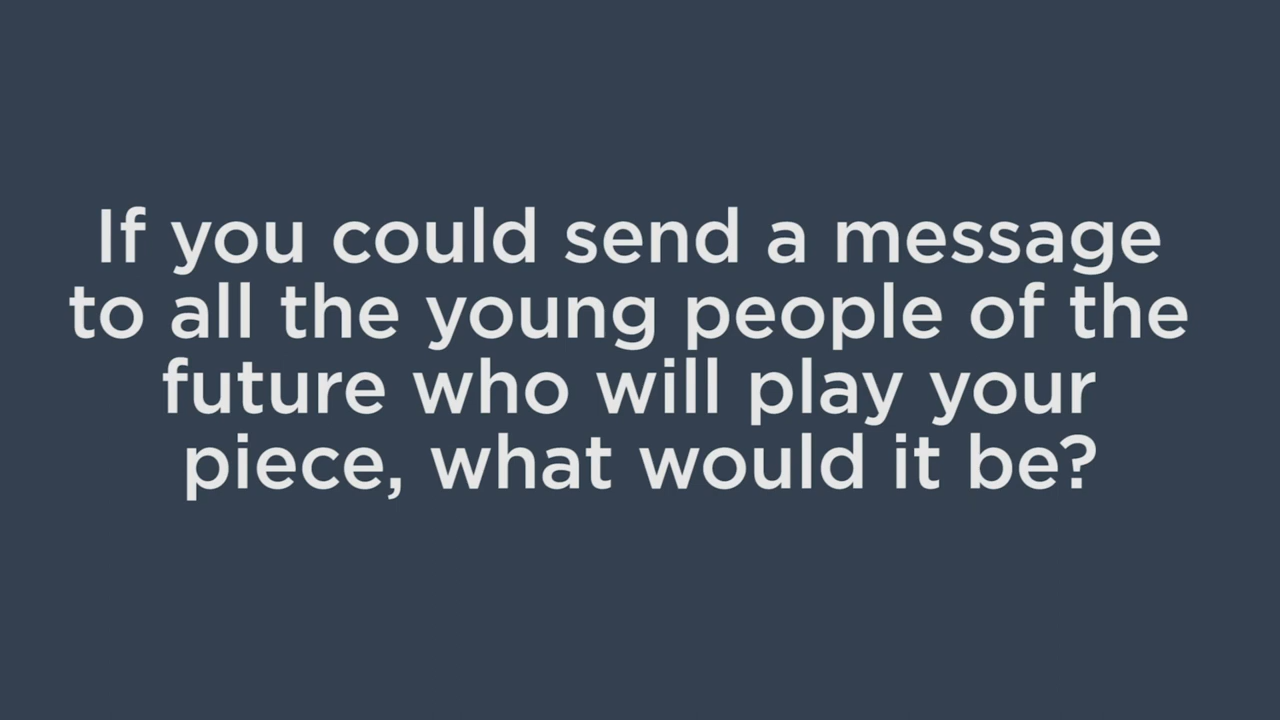 If you could send a message
to all the young people of the
future who will play your
piece, what would it be?